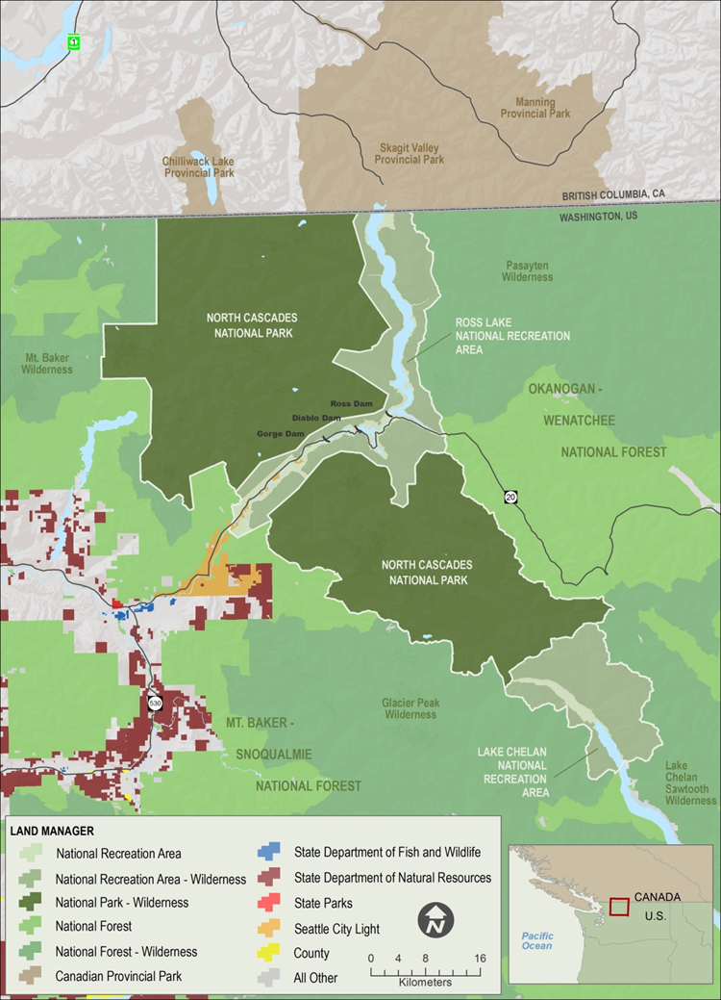 1
Manning
Provincial Park
Skagit Valley
Provincial Park
Chilliwack Lake
Provincial Park
BRITISH COLUMBIA, CA
WASHINGTON, US
Pasayten
Wilderness
NORTH CASCADES
NATIONAL PARK
ROSS LAKE
NATIONAL RECREATION
AREA
Mt. Baker
Wilderness
OKANOGAN -
WENATCHEE
NATIONAL FOREST
Ross Dam
Diablo Dam
Gorge Dam
20
NORTH CASCADES
NATIONAL PARK
530
Glacier Peak
Wilderness
MT. BAKER -
SNOQUALMIE
NATIONAL FOREST
LAKE CHELAN
NATIONAL
RECREATION
AREA
Lake
Chelan
Sawtooth
Wilderness
LAND MANAGER
National Recreation Area
National Recreation Area - Wilderness
National Park - Wilderness
National Forest
National Forest - Wilderness
Canadian Provincial Park
State Department of Fish and Wildlife
State Department of Natural Resources
State Parks
Seattle City Light
County
All Other
N
0 4 8 16
Kilometers
CANADA
U.S.
Pacific
Ocean